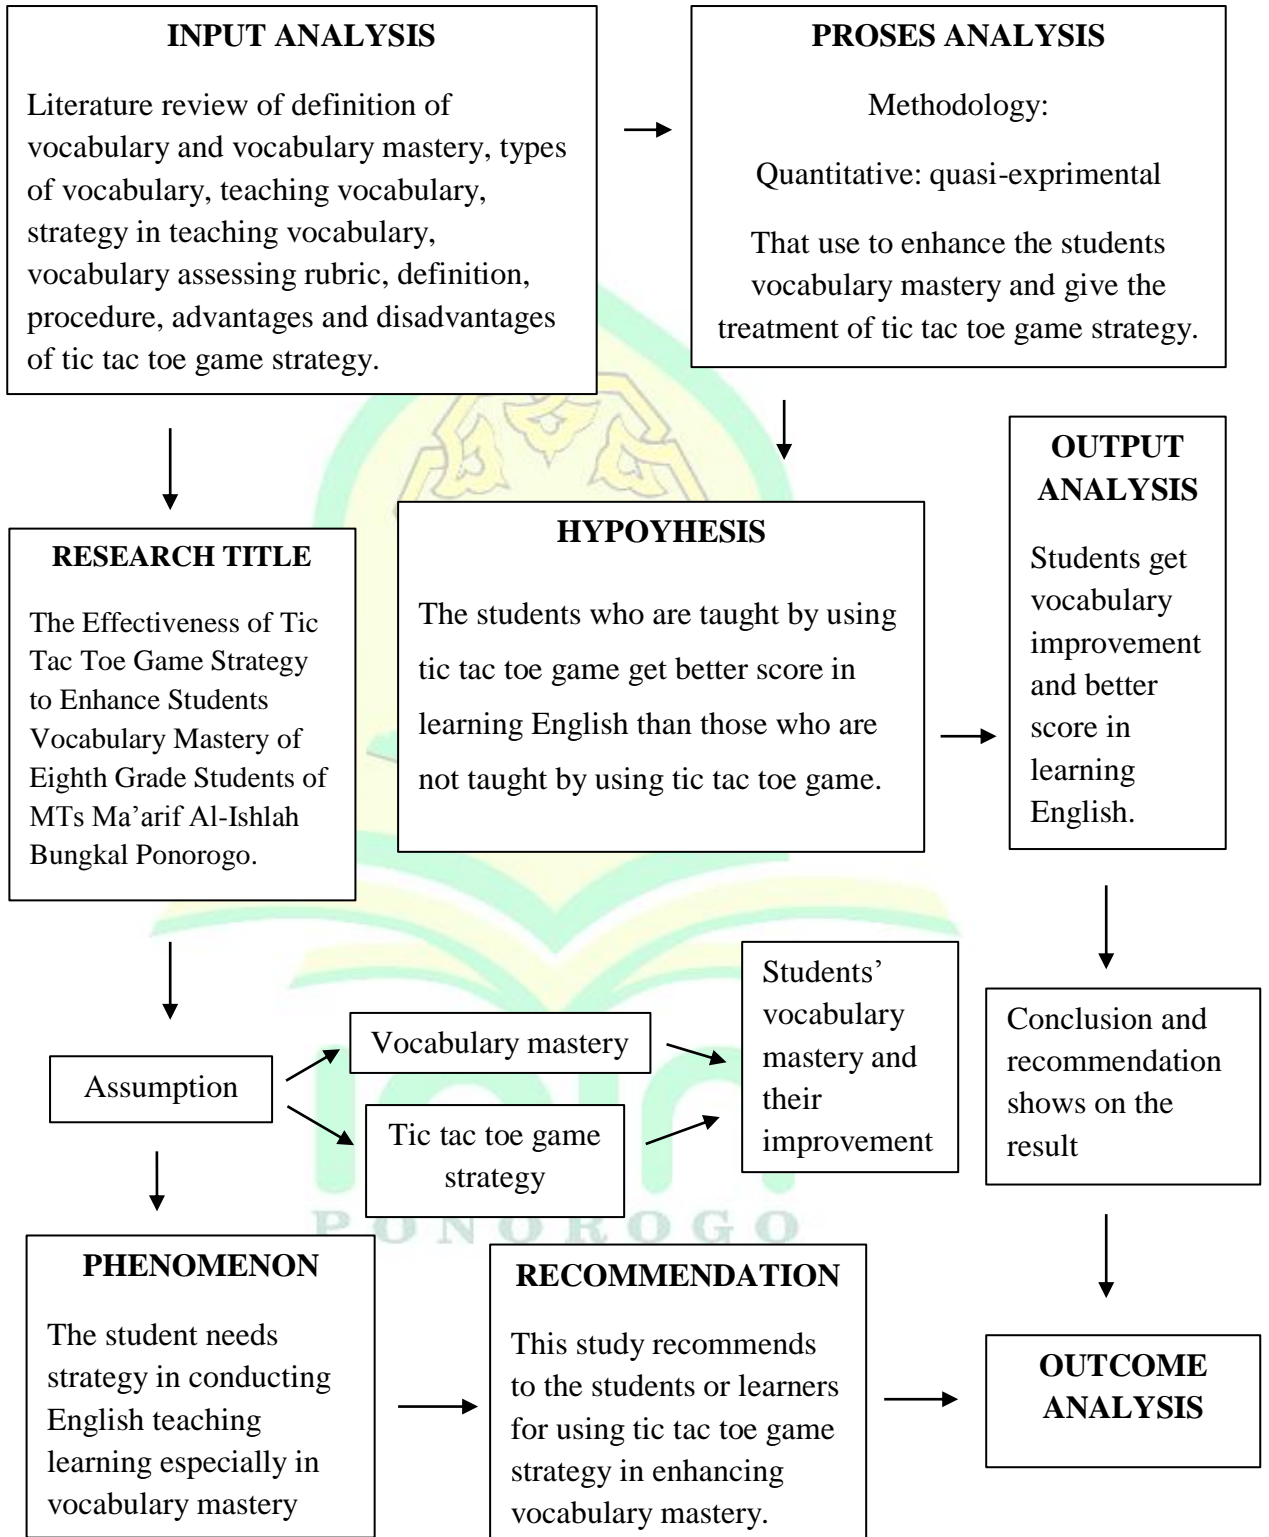 INPUT ANALYSIS
Literature review of definition of
vocabulary and vocabulary mastery, types
of vocabulary, teaching vocabulary,
strategy in teaching vocabulary,
vocabulary assessing rubric, definition,
procedure, advantages and disadvantages
of tic tac toe game strategy.
PROSES ANALYSIS
Methodology:
Quantitative: quasi-exprimental
That use to enhance the students
vocabulary mastery and give the
treatment of tic tac toe game strategy.
RESEARCH TITLE
The Effectiveness of Tic
Tac Toe Game Strategy
to Enhance Students
Vocabulary Mastery of
Eighth Grade Students of
MTs Ma’arif Al-Ishlah
Bungkal Ponorogo.
HYPOYHESIS
The students who are taught by using
tic tac toe game get better score in
learning English than those who are
not taught by using tic tac toe game.
OUTPUT
ANALYSIS
Students get
vocabulary
improvement
and better
score in
learning
English.
Assumption
Vocabulary mastery
Tic tac toe game
strategy
Students’
vocabulary
mastery and
their
improvement
Conclusion and
recommendation
shows on the
result
PONOROGO
PHENOMENON
The student needs
strategy in conducting
English teaching
learning especially in
vocabulary mastery
RECOMMENDATION
This study recommends
to the students or learners
for using tic tac toe game
strategy in enhancing
vocabulary mastery.
OUTCOME
ANALYSIS